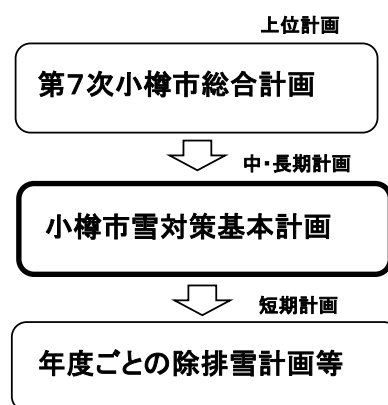 上位計画
第7次小樽市総合計画
中・長期計画
小樽市雪対策基本計画
短期計画
年度ごとの除排雪計画等